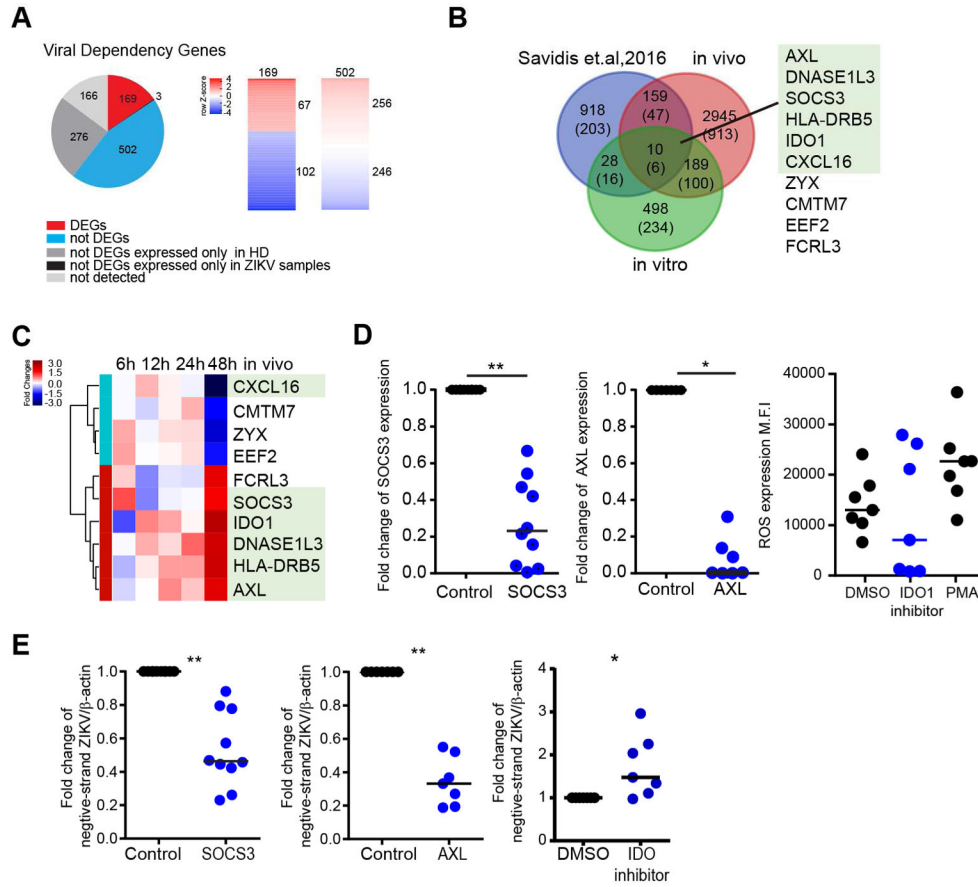 A
Viral Dependency Genes
166
169
3
276
502
row Z-score
4
2
0
-2
-4
169
502
67
256
102
246
DEGs
not DEGs
not DEGs expressed only in HD
not DEGs expressed only in ZIKV samples
not detected
B
Savidis et.al,2016
in vivo
918
(203)
159
(47)
2945
(913)
10
(6)
28
(16)
189
(100)
498
(234)
in vitro
AXL
DNASE1L3
SOCS3
HLA-DRB5
IDO1
CXCL16
ZYX
CMTM7
EEF2
FCRL3
C
Fold Changes
3.0
1.5
0.0
-1.5
-3.0
6h 12h 24h 48h in vivo
CXCL16
CMTM7
ZYX
EEF2
FCRL3
SOCS3
IDO1
DNASE1L3
HLA-DRB5
AXL
D
Fold change of SOCS3 expression
1.0
0.8
0.6
0.4
0.2
0.0
**
Control
SOCS3
Fold change of AXL expression
1.0
0.8
0.6
0.4
0.2
0.0
*
Control
AXL
ROS expression M.F.I
40000
30000
20000
10000
0
DMSO
IDO1
inhibitor
PMA
E
Fold change of
negtive-strand ZIKV/β-actin
1.0
0.8
0.6
0.4
0.2
0.0
**
Control
SOCS3
Fold change of
negtive-strand ZIKV/β-actin
1.0
0.8
0.6
0.4
0.2
0.0
**
Control
AXL
Fold change of
negtive-strand ZIKV/β-actin
4
3
2
1
0
*
DMSO
IDO
inhibitor